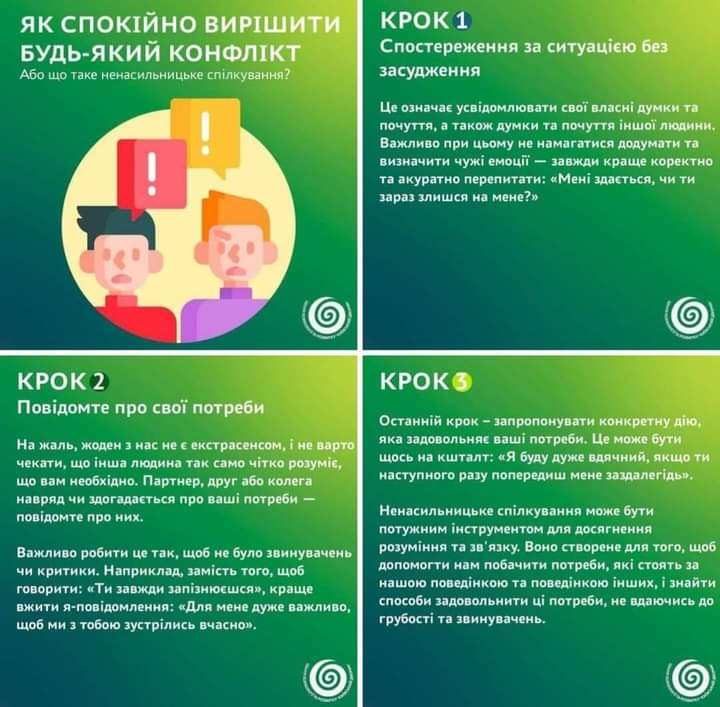 ЯК СПОКІЙНО ВИРІШИТИ
БУДЬ-ЯКИЙ КОНФЛІКТ
Або що таке ненасильницьке спілкування?
КРОК 1
Спостереження за ситуацією без
засудження
Це означає усвідомлювати свої власні думки та
почуття, а також думки та почуття іншої людини.
Важливо при цьому не намагатися додумати та
визначити чужі емоції — завжди краще коректно
та акуратно перепитати: «Мені здається, чи ти
зараз злишся на мене?»
КРОК 2
Повідомте про свої потреби
На жаль, жоден з нас не є екстрасенсом, і не варто
чекати, що інша людина так само чітко розуміє,
що вам необхідно. Партнер, друг або колега
навряд чи здогадається про ваші потреби —
повідомте про них.
Важливо робити це так, щоб не було звинувачень
чи критики. Наприклад, замість того, щоб
говорити: «Ти завжди запізнюєшся», краще
вжити я-повідомлення: «Для мене дуже важливо,
щоб ми з тобою зустрілись вчасно».
КРОК 3
Останній крок – запропонувати конкретну дію,
яка задовольняє ваші потреби. Це може бути
щось на кшталт: «Я буду дуже вдячний, якщо ти
наступного разу попередиш мене заздалегідь».
Ненасильницьке спілкування може бути
потужним інструментом для досягнення
розуміння та зв'язку. Воно створене для того, щоб
допомогти нам побачити потреби, які стоять за
нашою поведінкою та поведінкою інших, і знайти
способи задовольнити ці потреби, не вдаючись до
грубості та звинувачень.